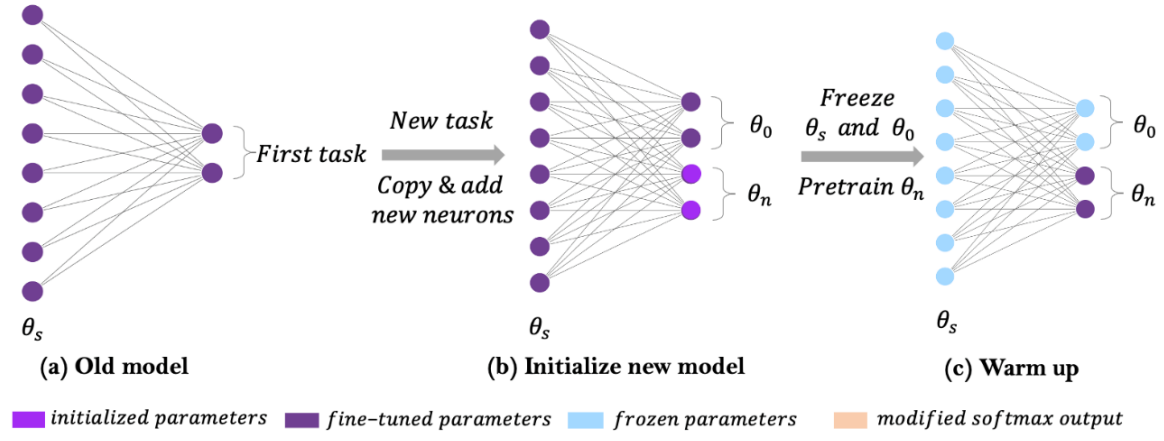 First task
New task
Copy & add
new neurons
θ0
θn
Freeze
θs and θ0
Pretrain θn
θ0
θn
θs
θs
θs
(a) Old model
(b) Initialize new model
(c) Warm up
initialized parameters
fine-tuned parameters
frozen parameters
modified softmax output